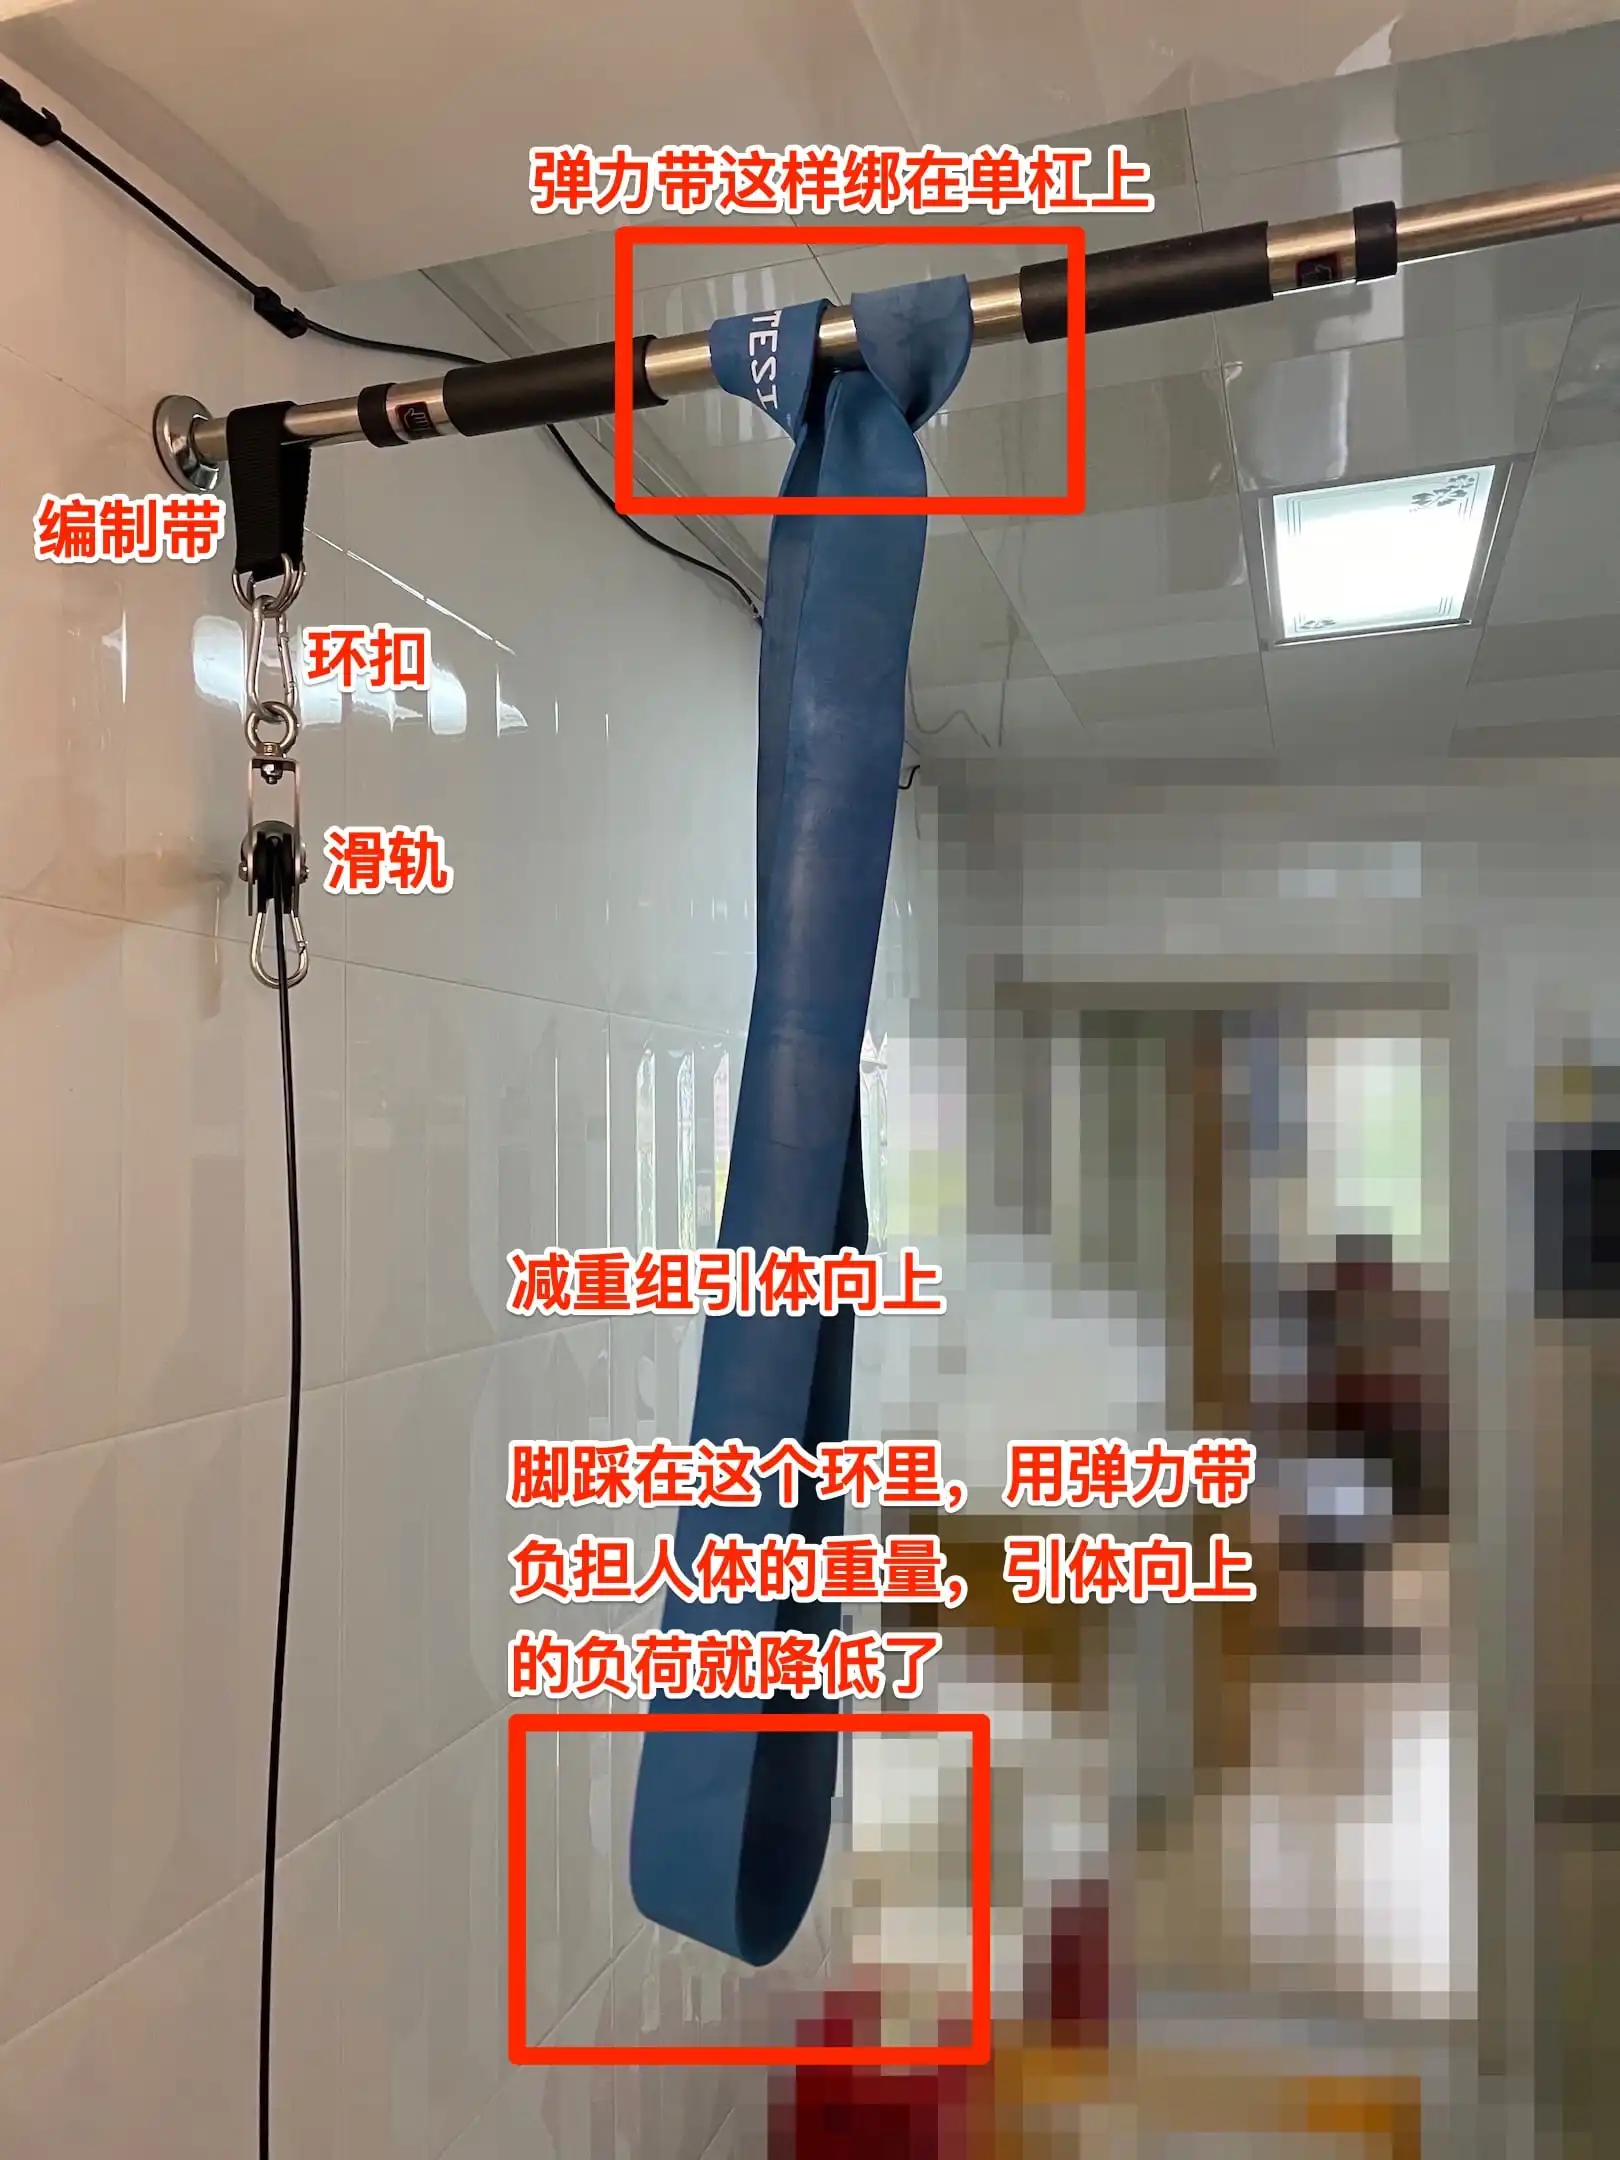 弹力带这样绑在单杠上
TEST
编制带
环扣
滑轨
减重组引体向上
脚踩在这个环里，用弹力带
负担人体的重量，引体向上
的负荷就降低了